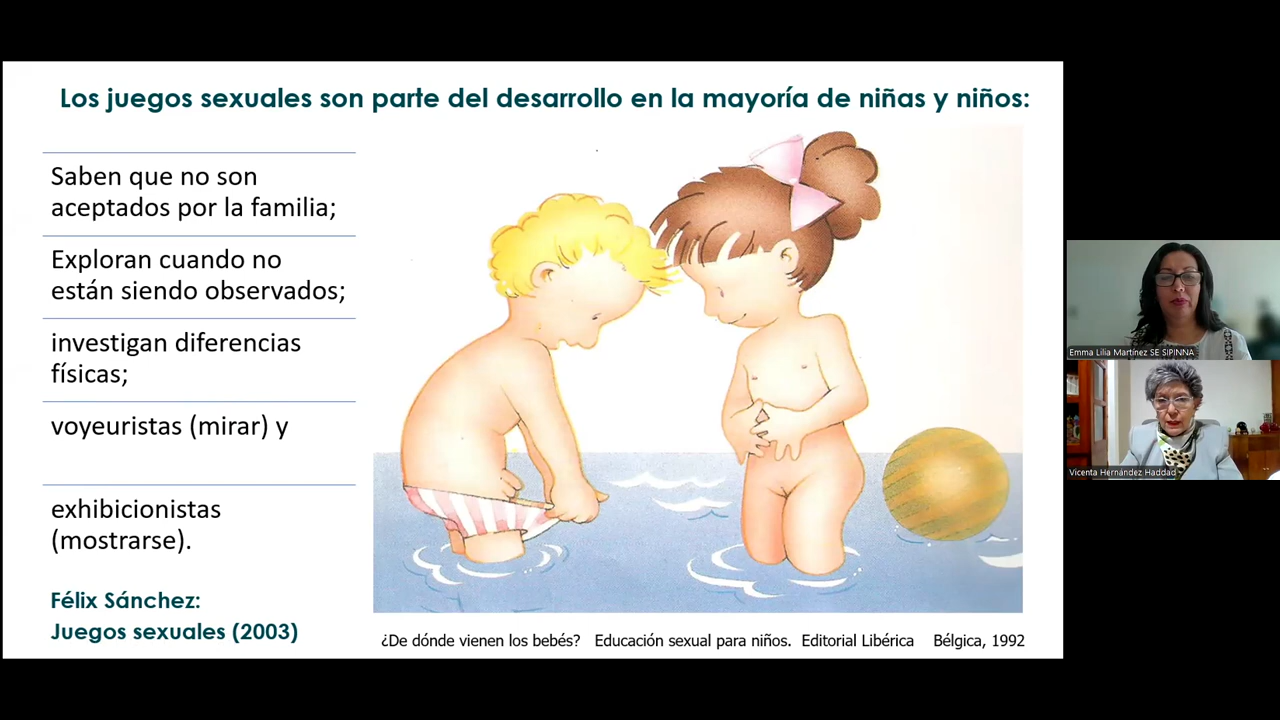 Los juegos sexuales son parte del desarrollo en la mayoría de niñas y niños:
Saben que no son
aceptados por la familia;
Exploran cuando no
están siendo observados;
investigan diferencias
físicas;
voyeuristas (mirar) y
exhibicionistas
(mostrarse).
Félix Sánchez:
Juegos sexuales (2003)
¿De dónde vienen los bebés? Educación sexual para niños. Editorial Libérica Bélgica, 1992
Emma Lilia Martínez SE SIPINNA
Vicenta Hernández Haddad